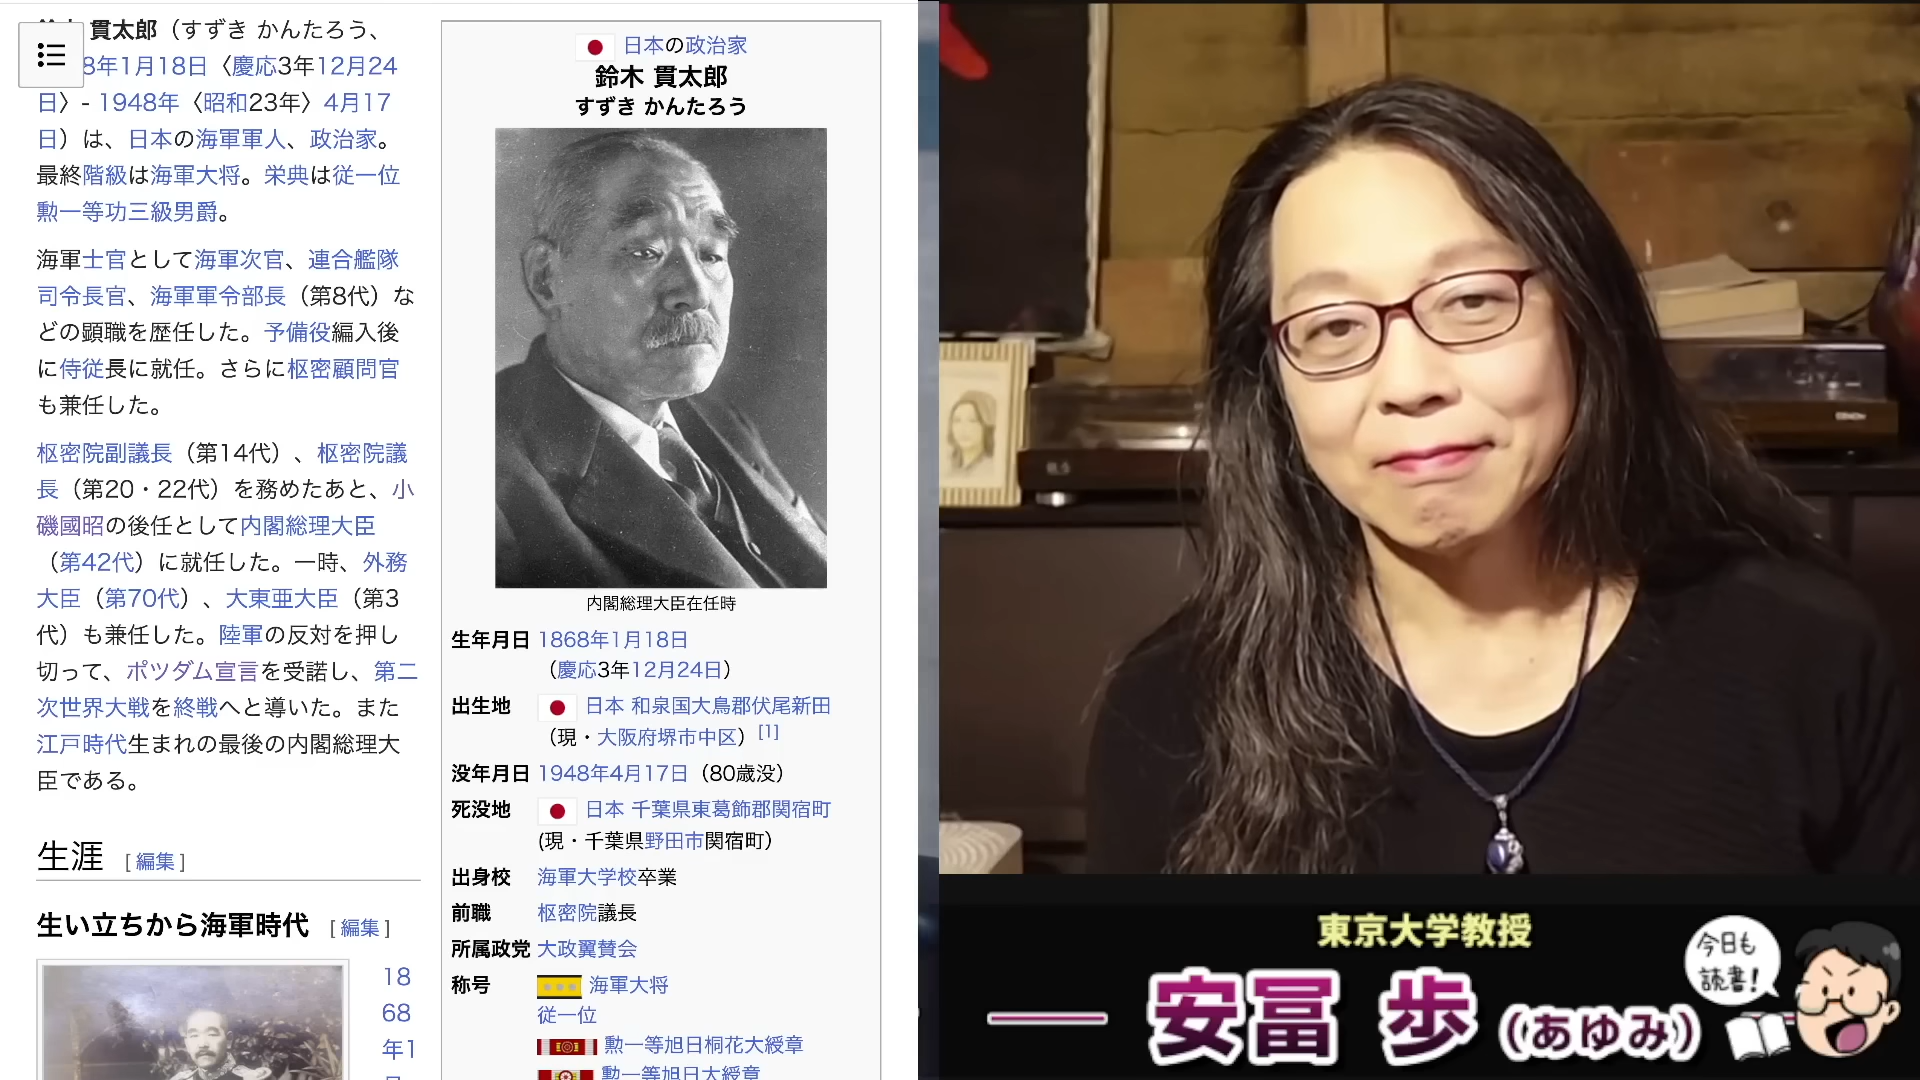 貫太郎（すずき かんたろう、
8年1月18日〈慶応3年12月24
日〉- 1948年〈昭和23年〉4月17
日）は、日本の海軍軍人、政治家。
最終階級は海軍大将。栄典は従一位
勲一等功三級男爵。
海軍士官として海軍次官、連合艦隊
司令長官、海軍軍令部長（第8代）な
どの顕職を歴任した。予備役編入後
に侍従長に就任。さらに枢密顧問官
も兼任した。
枢密院副議長（第14代）、枢密院議
長（第20・22代）を務めたあと、小
磯國昭の後任として内閣総理大臣
（第42代）に就任した。一時、外務
大臣（第70代）、大東亜大臣（第3
代）も兼任した。陸軍の反対を押し
切って、ポツダム宣言を受諾し、第二
次世界大戦を終戦へと導いた。また
江戸時代生まれの最後の内閣総理大
臣である。
生涯 [編集]
生い立ちから海軍時代 [編集]
18
68
年1
日本の政治家
鈴木 貫太郎
すずき かんたろう
内閣総理大臣在任時
生年月日 1868年1月18日
（慶応3年12月24日）
出生地 日本 和泉国大鳥郡伏尾新田
（現・大阪府堺市中区）[1]
没年月日 1948年4月17日（80歳没）
死没地 日本 千葉県東葛飾郡関宿町
(現・千葉県野田市関宿町）
出身校 海軍大学校卒業
前職 枢密院議長
所属政党 大政翼賛会
称号 海軍大将
従一位
勲一等旭日桐花大綬章
勲一等旭日大綬章
DENON
東京大学教授
安冨 歩（あゆみ）
今日も
読書！